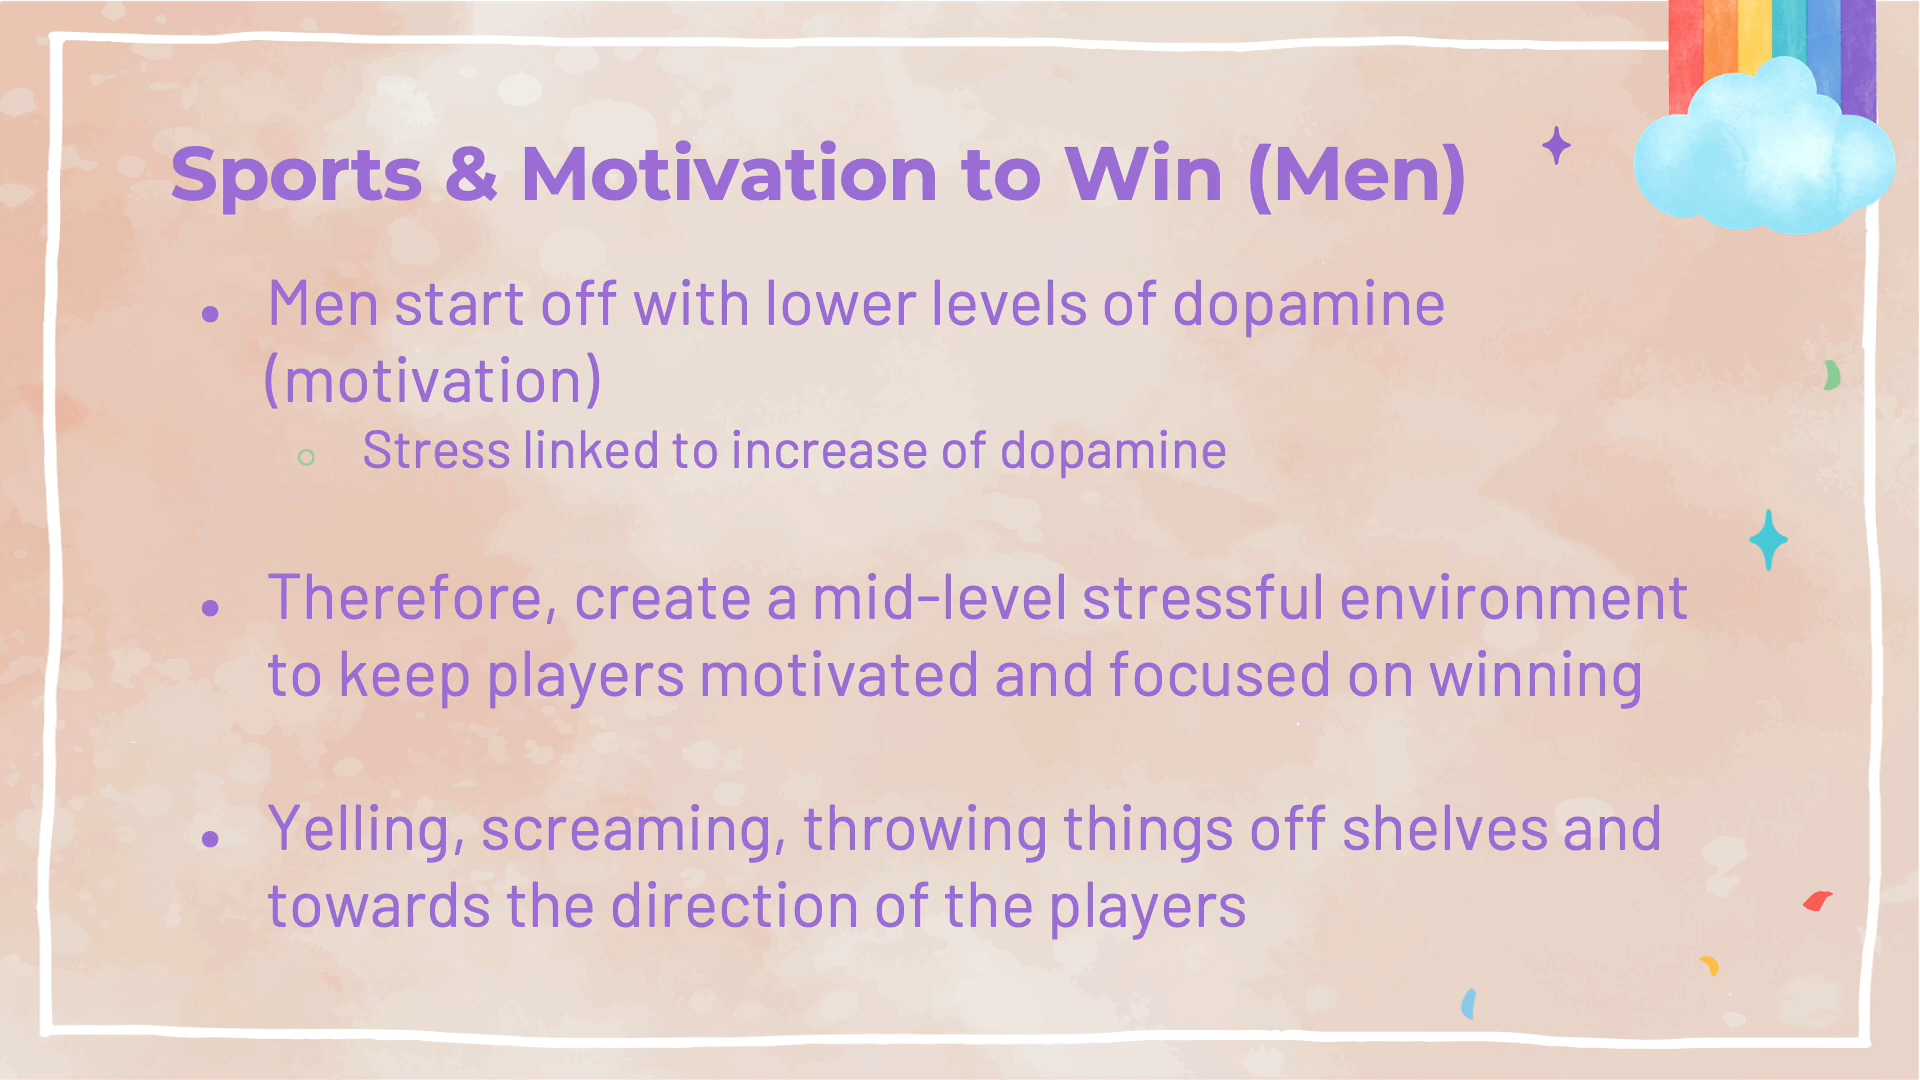 Sports & Motivation to Win (Men)
• Men start off with lower levels of dopamine
(motivation)
○ Stress linked to increase of dopamine
• Therefore, create a mid-level stressful environment
to keep players motivated and focused on winning
• Yelling, screaming, throwing things off shelves and
towards the direction of the players